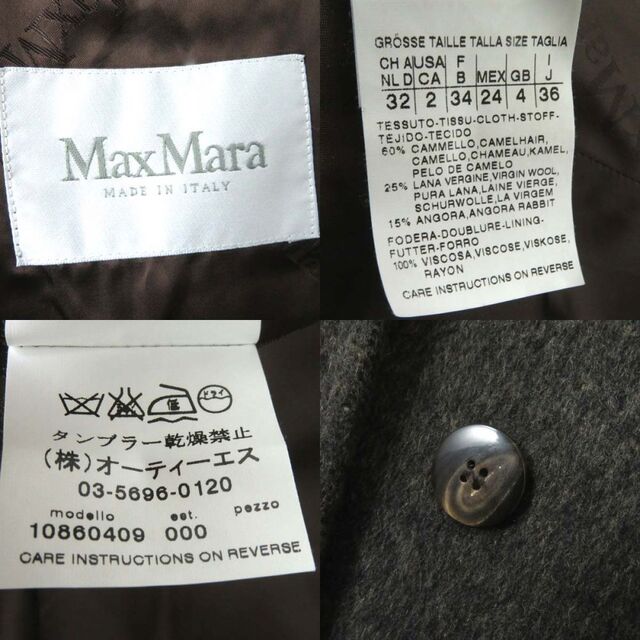 MaxMara
MADE IN ITALY
GRÖSSE TAILLE TALLA SIZE TAGLIA
CH A USA F I
NL D CA B MEX GB J
32 2 34 24 4 36
TESSUTO-TISSU-CLOTH-STOFF-
TEJIDO-TECIDO
60% CAMMELLO,CAMELHAIR,
CAMELLO,CHAMEAU,KAMEL,
PELO DE CAMELO
25% LANA VERGINE,VIRGIN WOOL,
PURA LANA,LAINE VIERGE,
SCHURWOLLE,LA VIRGEM
15% ANGORA,ANGORA RABBIT
FODERA-DOUBLURE-LINING-
FUTTER-FORRO
100% VISCOSA,VISCOSE,VISKOSE,
RAYON
CARE INSTRUCTIONS ON REVERSE
ドライ
タンブラー乾燥禁止
(株)オーティーエス
03-5696-0120
modello est. pezzo
10860409 000
CARE INSTRUCTIONS ON REVERSE